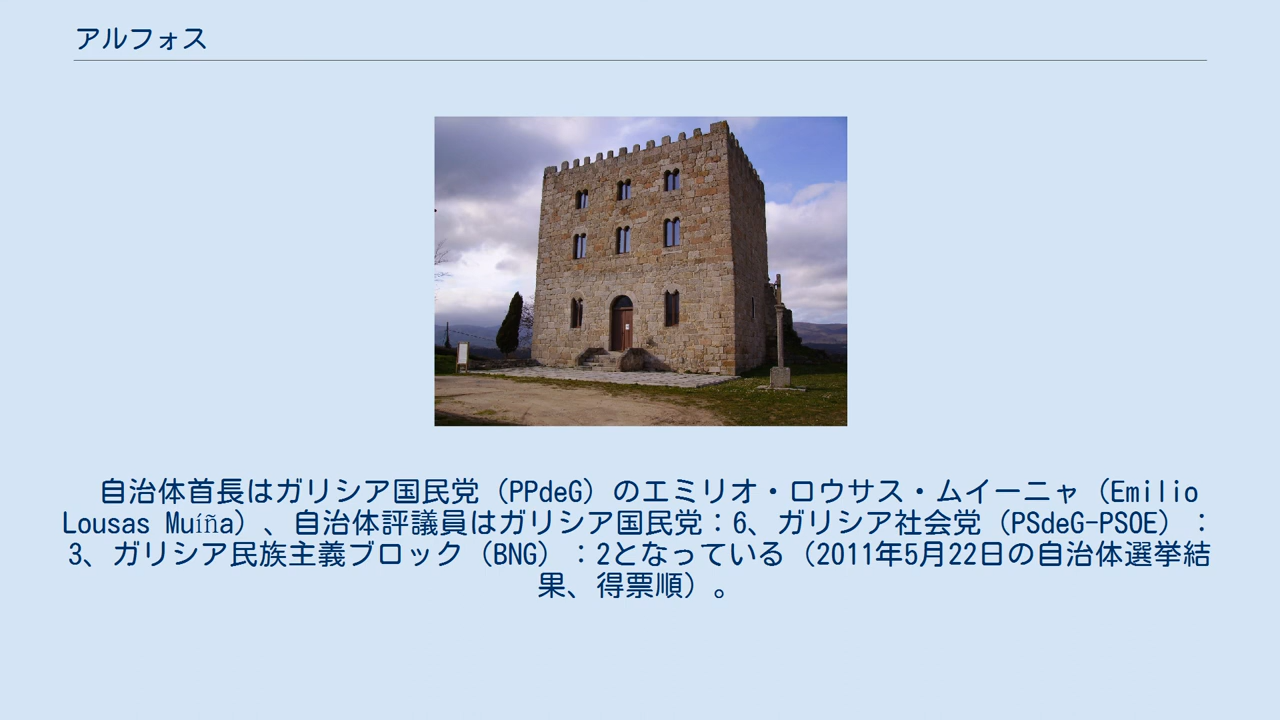 アルフォス
自治体首長はガリシア国民党（PPdeG）のエミリオ・ロウサス・ムイーニャ（Emilio
Lousas Muíña）、自治体評議員はガリシア国民党：6、ガリシア社会党（PSdeG-PSOE）：
3、ガリシア民族主義ブロック（BNG）：2となっている（2011年5月22日の自治体選挙結
果、得票順）。